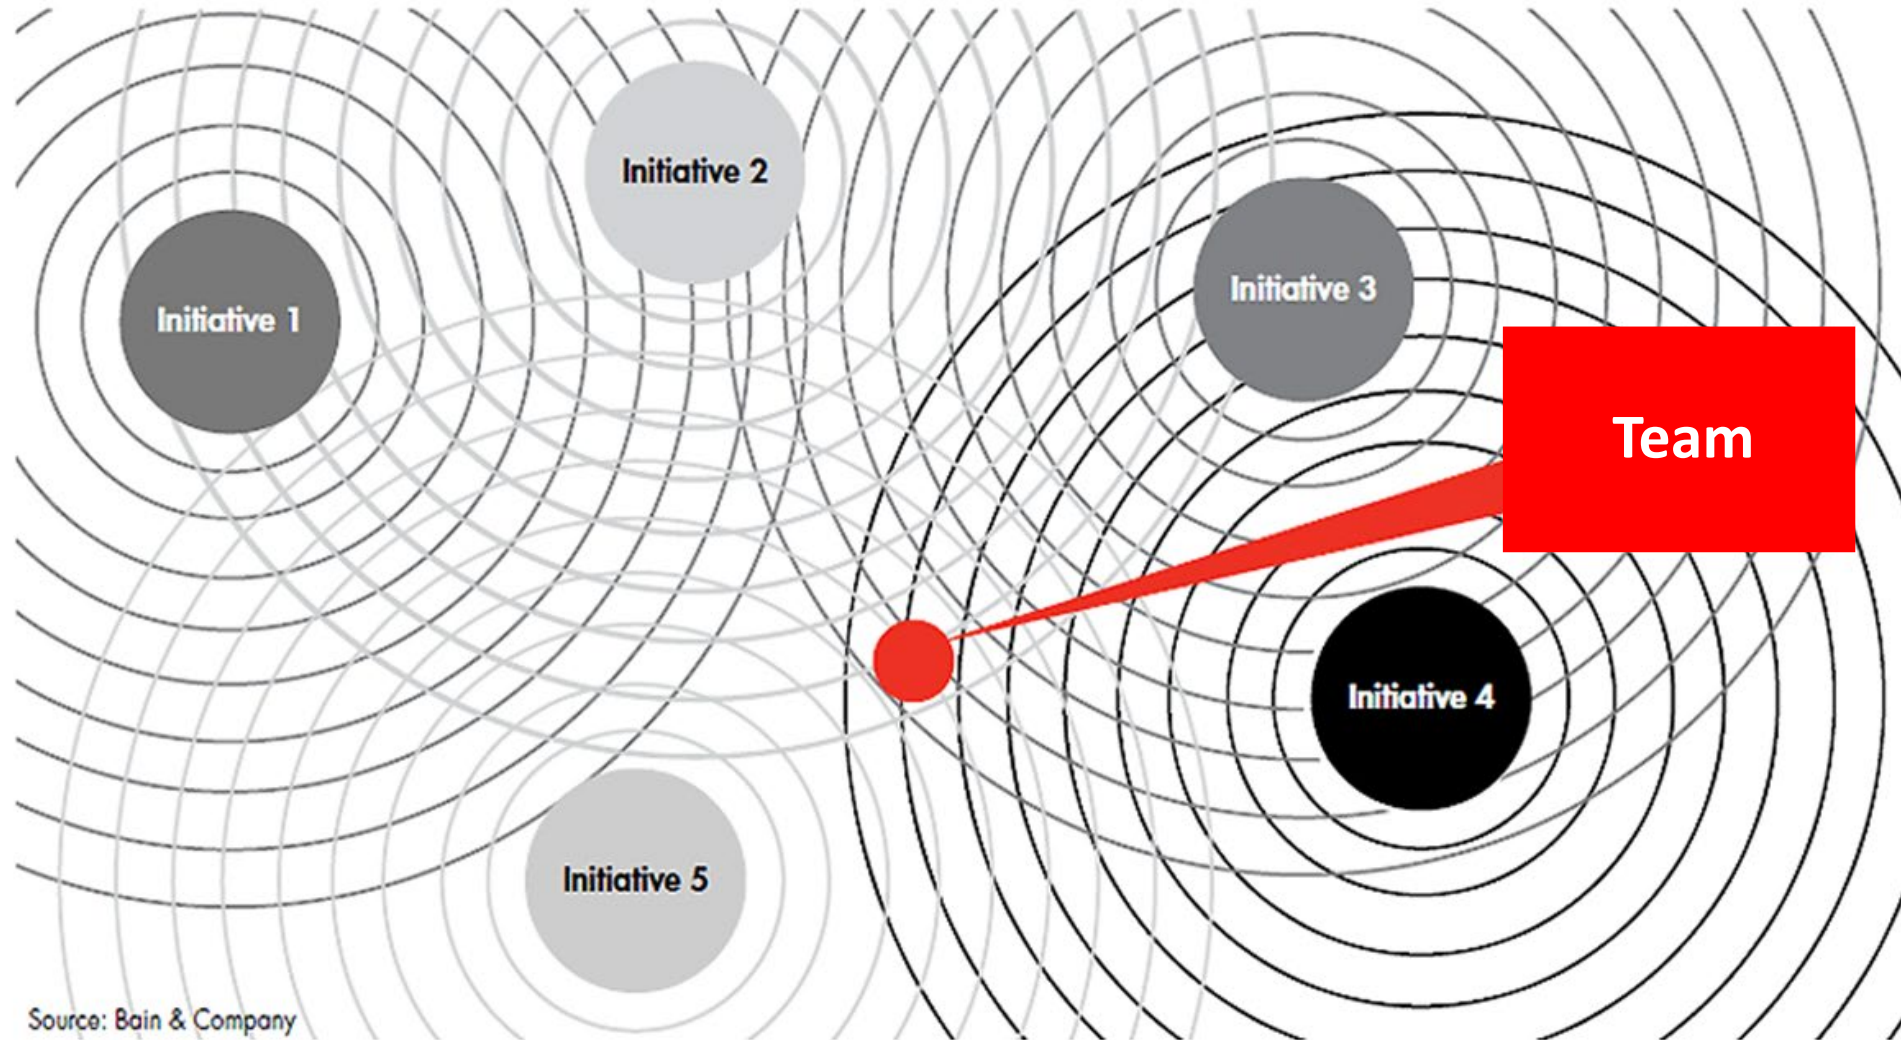 Initiative 2
Initiative 3
Initiative 1
Team
Initiative 4
Initiative 5
Source: Bain & Company